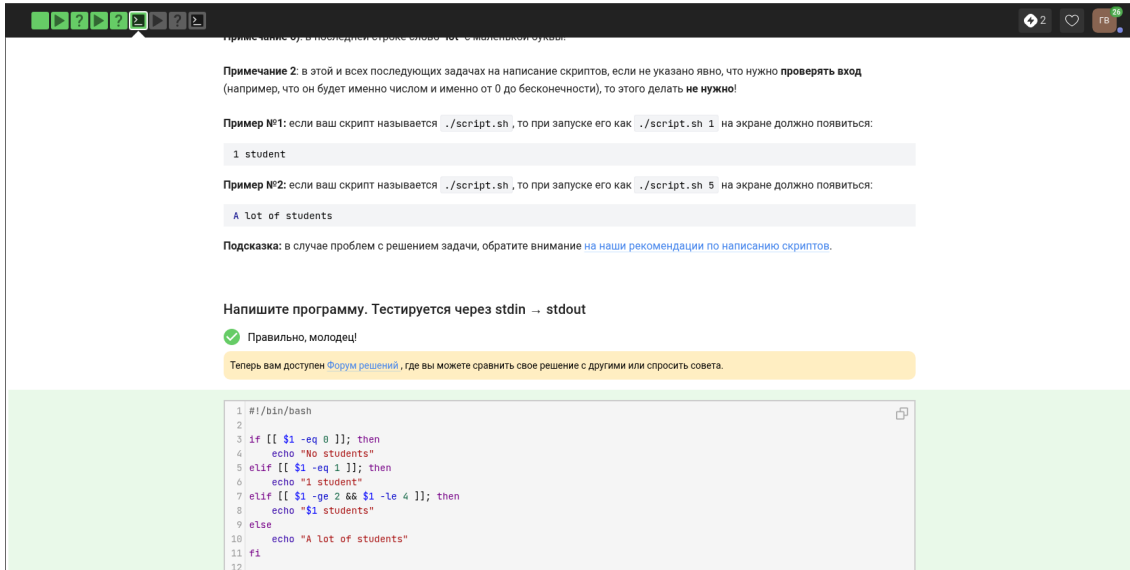 2
ГВ
26
Примечание 2: в этой и всех последующих задачах на написание скриптов, если не указано явно, что нужно проверять вход
(например, что он будет именно числом и именно от 0 до бесконечности), то этого делать не нужно!
Пример №1: если ваш скрипт называется ./script.sh , то при запуске его как ./script.sh 1 на экране должно появиться:
1 student
Пример №2: если ваш скрипт называется ./script.sh , то при запуске его как ./script.sh 5 на экране должно появиться:
A lot of students
Подсказка: в случае проблем с решением задачи, обратите внимание на наши рекомендации по написанию скриптов.
Напишите программу. Тестируется через stdin → stdout
Правильно, молодец!
Теперь вам доступен Форум решений , где вы можете сравнить свое решение с другими или спросить совета.
1 #!/bin/bash
2
3 if [[ $1 -eq 0 ]]; then
4     echo "No students"
5 elif [[ $1 -eq 1 ]]; then
6     echo "1 student"
7 elif [[ $1 -ge 2 && $1 -le 4 ]]; then
8     echo "$1 students"
9 else
10     echo "A lot of students"
11 fi
12